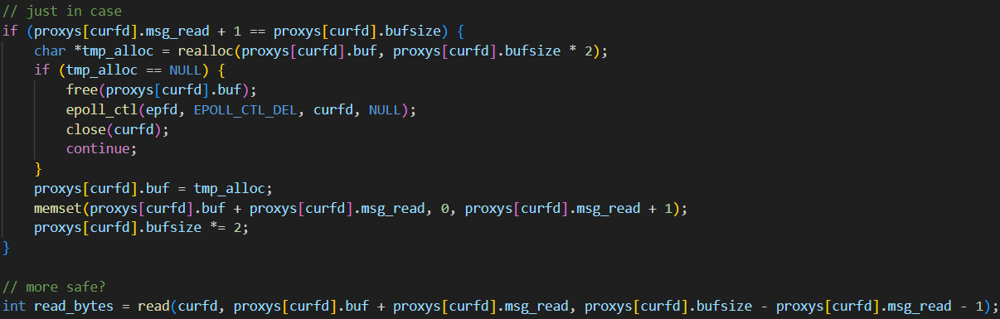 // just in case
if (proxys[curfd].msg_read + 1 == proxys[curfd].bufsize) {
    char *tmp_alloc = realloc(proxys[curfd].buf, proxys[curfd].bufsize * 2);
    if (tmp_alloc == NULL) {
        free(proxys[curfd].buf);
        epoll_ctl(epfd, EPOLL_CTL_DEL, curfd, NULL);
        close(curfd);
        continue;
    }
    proxys[curfd].buf = tmp_alloc;
    memset(proxys[curfd].buf + proxys[curfd].msg_read, 0, proxys[curfd].msg_read + 1);
    proxys[curfd].bufsize *= 2;
}

// more safe?
int read_bytes = read(curfd, proxys[curfd].buf + proxys[curfd].msg_read, proxys[curfd].bufsize - proxys[curfd].msg_read - 1);